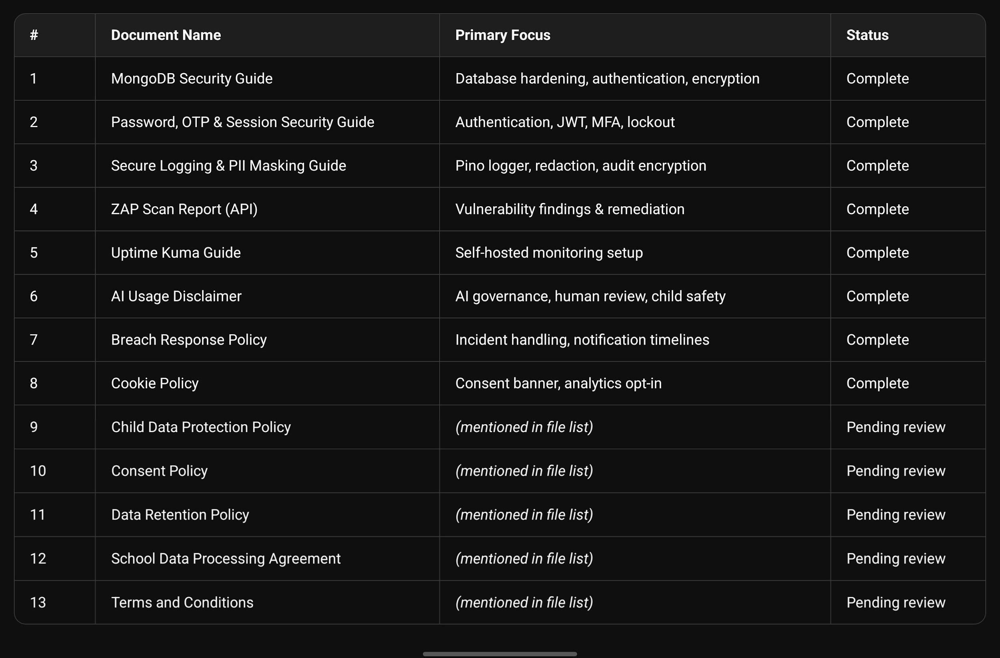 # Document Name Primary Focus Status
1 MongoDB Security Guide Database hardening, authentication, encryption Complete
2 Password, OTP & Session Security Guide Authentication, JWT, MFA, lockout Complete
3 Secure Logging & PII Masking Guide Pino logger, redaction, audit encryption Complete
4 ZAP Scan Report (API) Vulnerability findings & remediation Complete
5 Uptime Kuma Guide Self-hosted monitoring setup Complete
6 AI Usage Disclaimer AI governance, human review, child safety Complete
7 Breach Response Policy Incident handling, notification timelines Complete
8 Cookie Policy Consent banner, analytics opt-in Complete
9 Child Data Protection Policy (mentioned in file list) Pending review
10 Consent Policy (mentioned in file list) Pending review
11 Data Retention Policy (mentioned in file list) Pending review
12 School Data Processing Agreement (mentioned in file list) Pending review
13 Terms and Conditions (mentioned in file list) Pending review